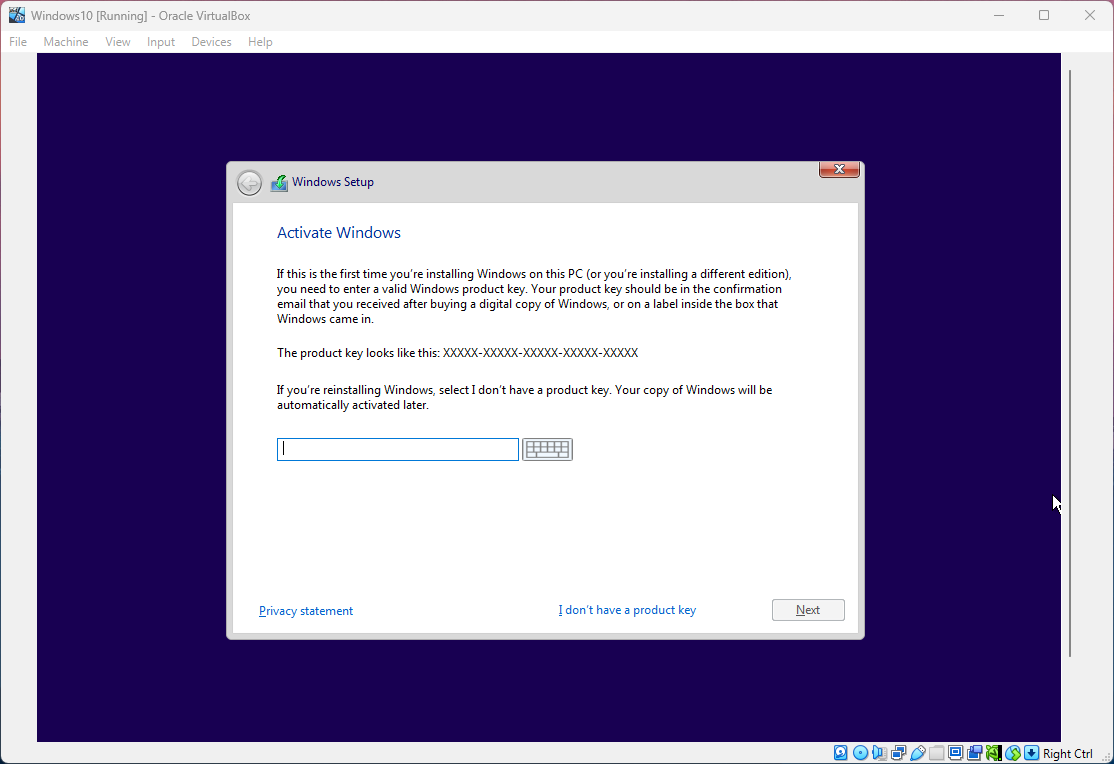 Windows10 [Running] - Oracle VirtualBox
File Machine View Input Devices Help
Windows Setup
Activate Windows
If this is the first time you’re installing Windows on this PC (or you’re installing a different edition),
you need to enter a valid Windows product key. Your product key should be in the confirmation
email that you received after buying a digital copy of Windows, or on a label inside the box that
Windows came in.
The product key looks like this: XXXXX-XXXXX-XXXXX-XXXXX-XXXXX
If you’re reinstalling Windows, select I don’t have a product key. Your copy of Windows will be
automatically activated later.
Privacy statement
I don’t have a product key
Next
Right Ctrl